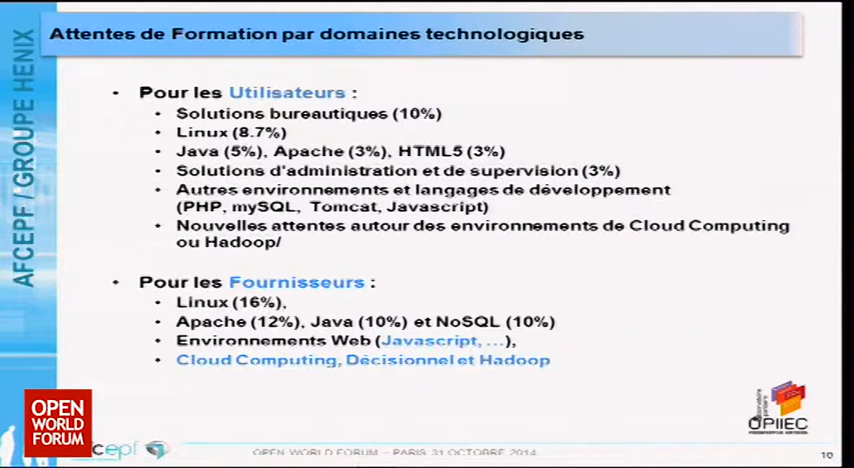 Attentes de Formation par domaines technologiques
AFCEPF / GROUPE HENIX
• Pour les Utilisateurs :
• Solutions bureautiques (10%)
• Linux (8.7%)
• Java (5%), Apache (3%), HTML5 (3%)
• Solutions d'administration et de supervision (3%)
• Autres environnements et langages de développement
(PHP, mySQL, Tomcat, Javascript)
• Nouvelles attentes autour des environnements de Cloud Computing
ou Hadoop/
• Pour les Fournisseurs :
• Linux (16%),
• Apache (12%), Java (10%) et NoSQL (10%)
• Environnements Web (Javascript, ...),
• Cloud Computing, Décisionnel et Hadoop
OPEN
WORLD
FORUM
cepf
OPEN WORLD FORUM – PARIS 31 OCTOBRE 2014
OPIIEC
10